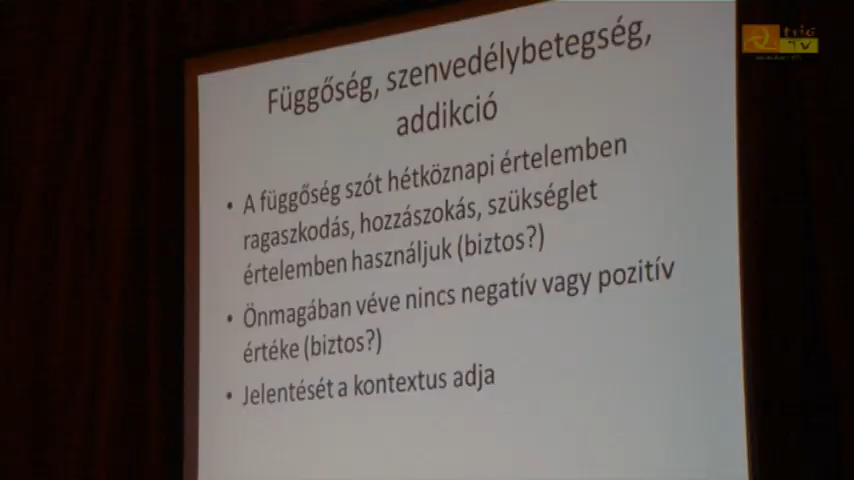 Függőség, szenvedélybetegség,
addikció
• A függőség szót hétköznapi értelemben
ragaszkodás, hozzászokás, szükséglet
értelemben használjuk (biztos?)
• Önmagában véve nincs negatív vagy pozitív
értéke (biztos?)
• Jelentését a kontextus adja
TV